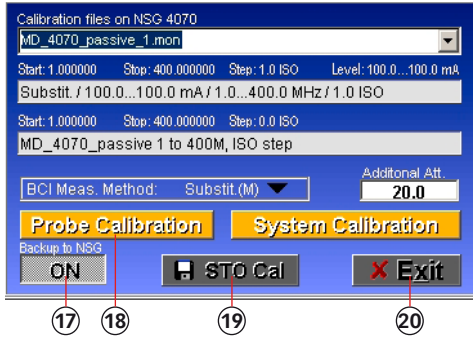 Calibration files on NSG 4070
MD_4070_passive_1.mon
Start: 1.000000 Stop: 400.000000 Step: 1.0 ISO Level: 100.0...100.0 mA
Substit. / 100.0...100.0 mA / 1.0...400.0 MHz / 1.0 ISO
Start: 1.000000 Stop: 400.000000 Step: 0.0 ISO
MD_4070_passive 1 to 400M, ISO step
Additonal Att.
BCI Meas. Method: Substit.(M) 20.0
Probe Calibration System Calibration
Backup to NSG
ON STO Cal Exit
17 18 19 20